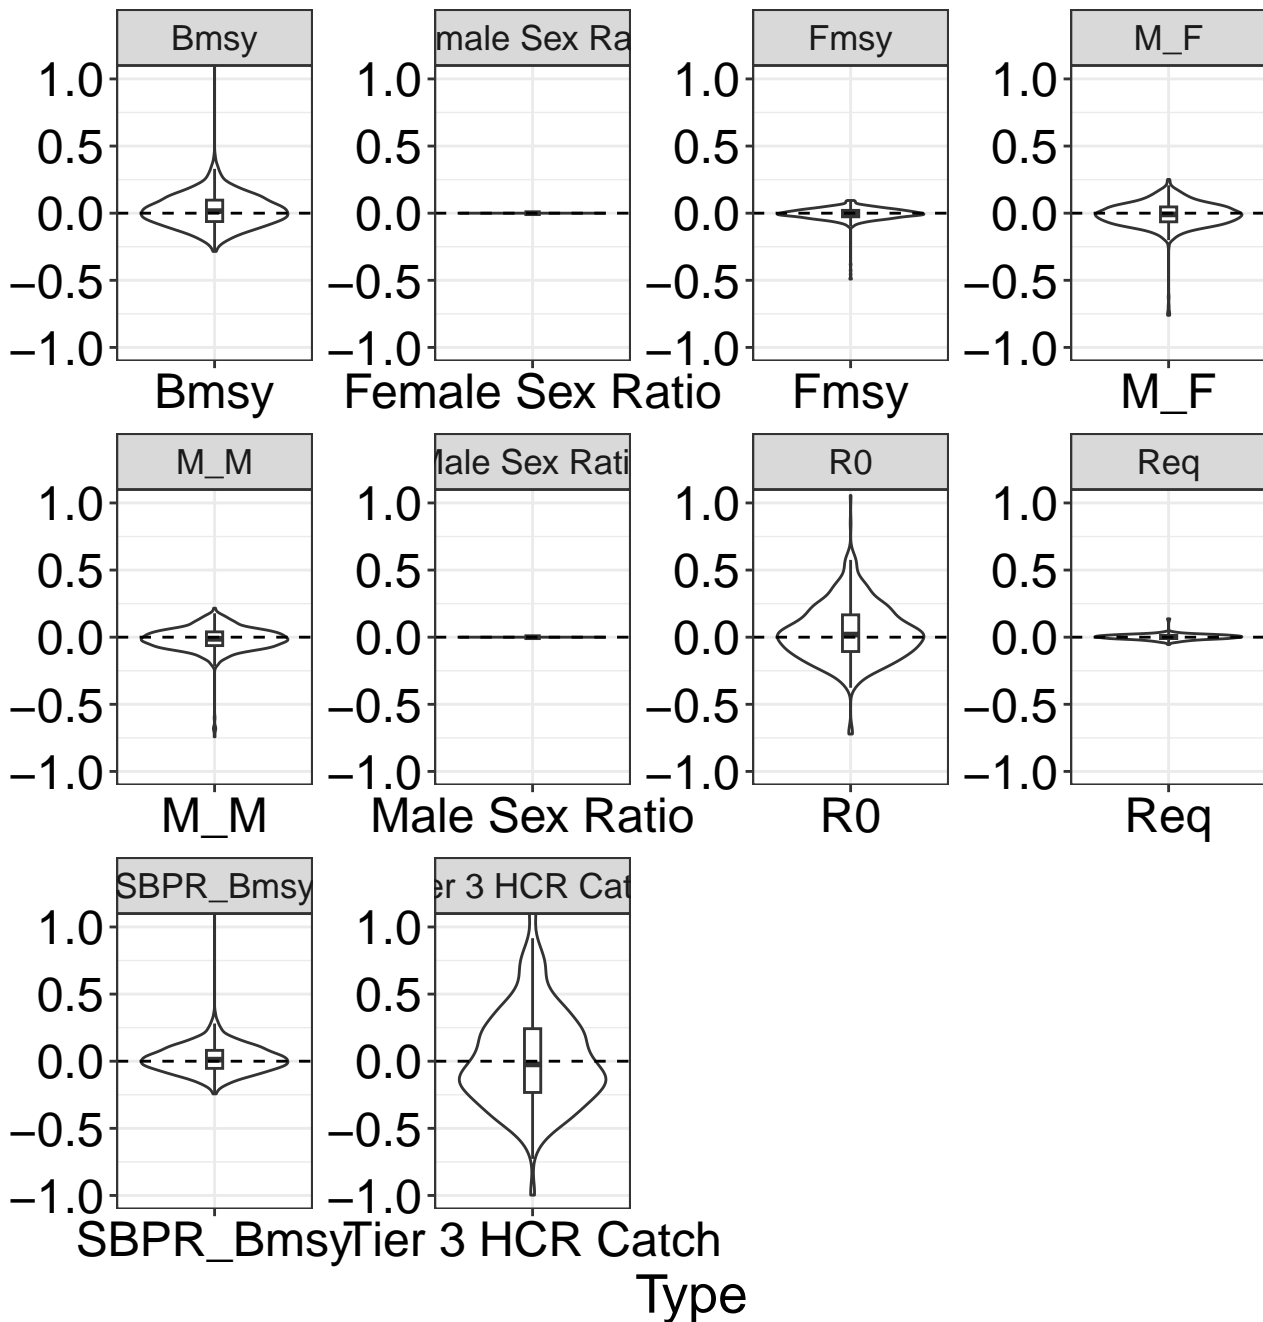 Bmsy
male Sex Ra
Fmsy
M_F
1.0
0.5
0.0
−0.5
−1.0
1.0
0.5
0.0
−0.5
−1.0
1.0
0.5
0.0
−0.5
−1.0
1.0
0.5
0.0
−0.5
−1.0
Bmsy
Female Sex Ratio
Fmsy
M_F
M_M
Male Sex Rati
R0
Req
1.0
0.5
0.0
−0.5
−1.0
1.0
0.5
0.0
−0.5
−1.0
1.0
0.5
0.0
−0.5
−1.0
1.0
0.5
0.0
−0.5
−1.0
M_M
Male Sex Ratio
R0
Req
SBPR_Bmsy
er 3 HCR Cat
1.0
0.5
0.0
−0.5
−1.0
1.0
0.5
0.0
−0.5
−1.0
SBPR_Bmsy
Tier 3 HCR Catch
Type